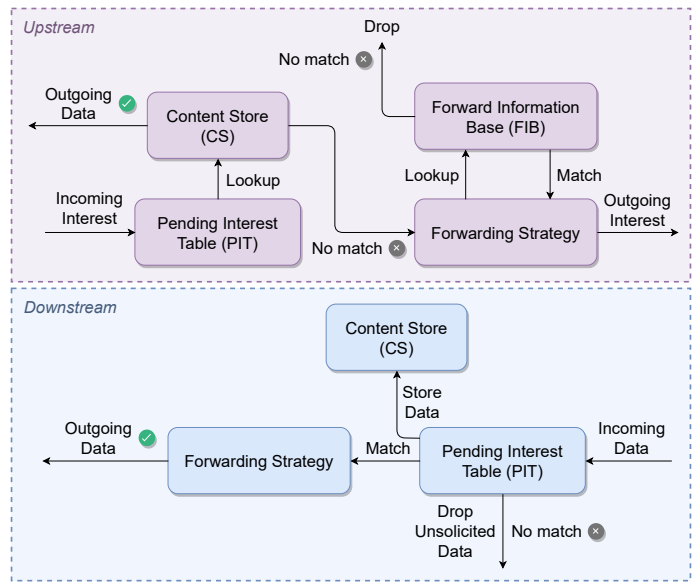 Upstream
Drop
No match
Outgoing
Data
Content Store
(CS)
Forward Information
Base (FIB)
Lookup
Lookup
Match
Incoming
Interest
Pending Interest
Table (PIT)
No match
Forwarding Strategy
Outgoing
Interest
Downstream
Content Store
(CS)
Store
Data
Outgoing
Data
Forwarding Strategy
Match
Pending Interest
Table (PIT)
Incoming
Data
Drop
Unsolicited
Data
No match